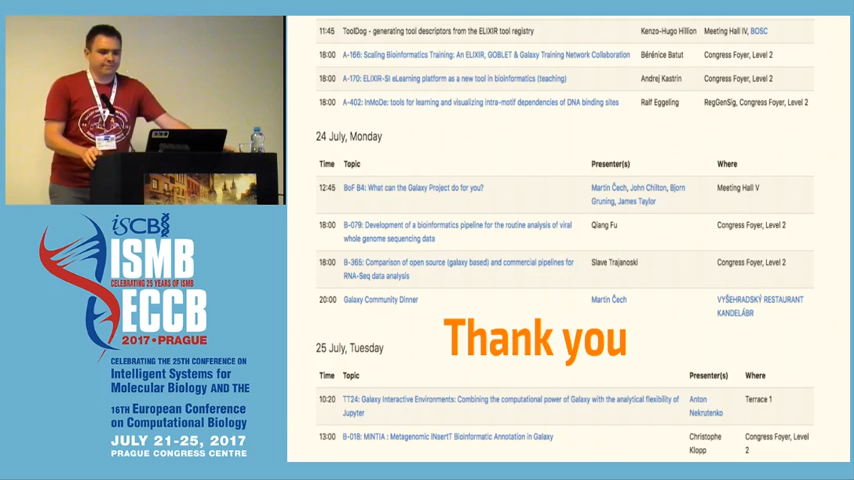 11:45 ToolDog - generating tool descriptors from the ELIXIR tool registry Kenzo-Hugo Hillion Meeting Hall IV, BOSC
18:00 A-166: Scaling Bioinformatics Training: An ELIXIR, GOBLET & Galaxy Training Network Collaboration Bérénice Batut Congress Foyer, Level 2
18:00 A-170: ELIXIR-SI eLearning platform as a new tool in bioinformatics (teaching) Andrej Kastrin Congress Foyer, Level 2
18:00 A-402: InMoDe: tools for learning and visualizing intra-motif dependencies of DNA binding sites Ralf Eggeling RegGenSig, Congress Foyer, Level 2
24 July, Monday
Time Topic Presenter(s) Where
12:45 BoF B4: What can the Galaxy Project do for you? Martin Čech, John Chilton, Bjorn Meeting Hall V
Gruning, James Taylor
18:00 B-079: Development of a bioinformatics pipeline for the routine analysis of viral Qiang Fu Congress Foyer, Level 2
whole genome sequencing data
18:00 B-365: Comparison of open source (galaxy based) and commercial pipelines for Slave Trajanoski Congress Foyer, Level 2
RNA-Seq data analysis
20:00 Galaxy Community Dinner Martin Čech VYŠEHRADSKÝ RESTAURANT
KANDELÁBR
Thank you
25 July, Tuesday
Time Topic Presenter(s) Where
10:20 TT24: Galaxy Interactive Environments: Combining the computational power of Galaxy with the analytical flexibility of Anton Terrace 1
Jupyter Nekrutenko
13:00 B-018: MINTIA : Metagenomic INsertT Bioinformatic Annotation in Galaxy Christophe Congress Foyer, Level
Klopp 2
iSCB
ISMB
CELEBRATING 25 YEARS OF ISMB
ECCB
2017 • PRAGUE
CELEBRATING THE 25TH CONFERENCE ON
Intelligent Systems for
Molecular Biology AND THE
16TH European Conference
on Computational Biology
JULY 21-25, 2017
PRAGUE CONGRESS CENTRE